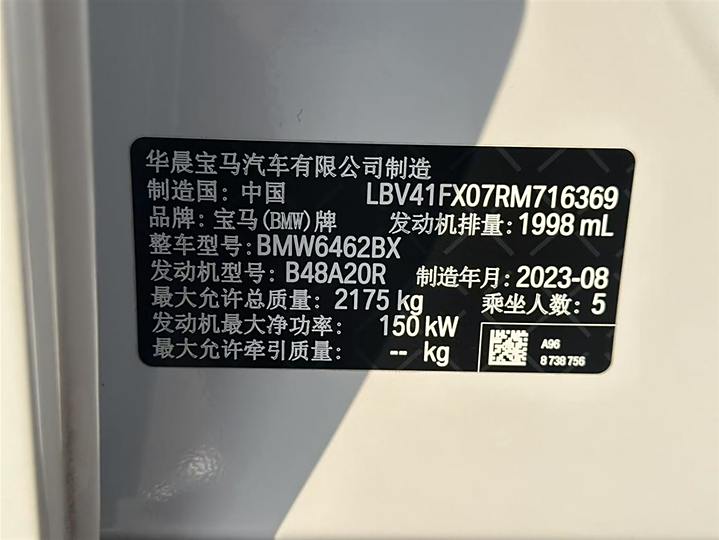 华晨宝马汽车有限公司制造
制造国: 中国 LBV41FX07RM716369
品牌: 宝马(BMW)牌 发动机排量: 1998 mL
整车型号: BMW6462BX
发动机型号: B48A20R 制造年月: 2023-08
最大允许总质量: 2175 kg 乘坐人数: 5
发动机最大净功率: 150 kW
最大允许牵引质量: -- kg
A96
8 738 756